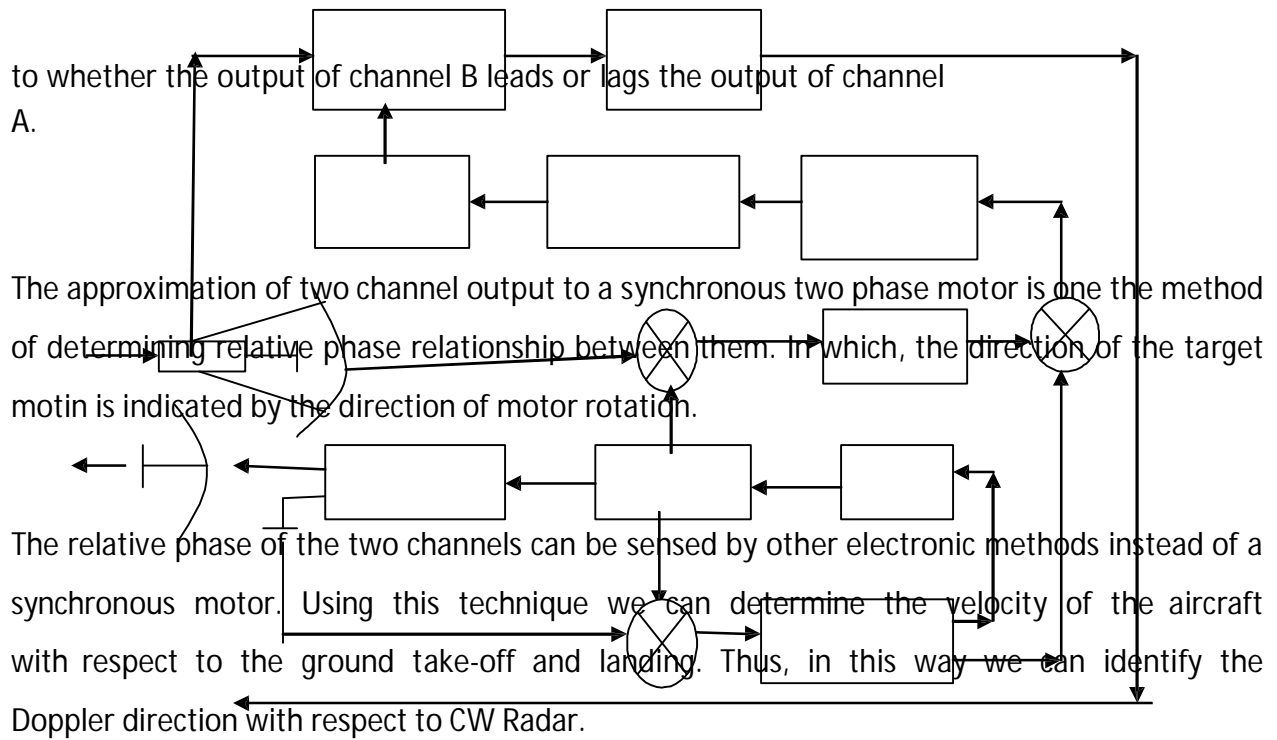 to whether the output of channel B leads or lags the output of channel
A.
The approximation of two channel output to a synchronous two phase motor is one the method
of determining relative phase relationship between them. In which, the direction of the target
motin is indicated by the direction of motor rotation.
The relative phase of the two channels can be sensed by other electronic methods instead of a
synchronous motor. Using this technique we can determine the velocity of the aircraft
with respect to the ground take-off and landing. Thus, in this way we can identify the
Doppler direction with respect to CW Radar.